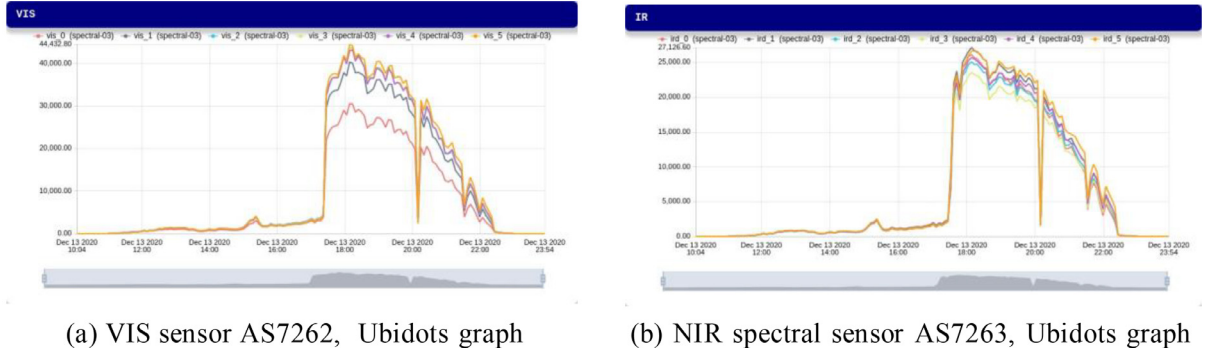 VIS
vis_0 (spectral-03) vis_1 (spectral-03) vis_2 (spectral-03) vis_3 (spectral-03) vis_4 (spectral-03) vis_5 (spectral-03)
44,432.80
40,000.00
30,000.00
20,000.00
10,000.00
0.00
Dec 13 2020 Dec 13 2020 Dec 13 2020 Dec 13 2020 Dec 13 2020 Dec 13 2020 Dec 13 2020 Dec 13 2020
10:04 12:00 14:00 16:00 18:00 20:00 22:00 23:54
(a) VIS sensor AS7262, Ubidots graph
IR
ird_0 (spectral-03) ird_1 (spectral-03) ird_2 (spectral-03) ird_3 (spectral-03) ird_4 (spectral-03) ird_5 (spectral-03)
27,126.60
25,000.00
20,000.00
15,000.00
10,000.00
5,000.00
0.00
Dec 13 2020 Dec 13 2020 Dec 13 2020 Dec 13 2020 Dec 13 2020 Dec 13 2020 Dec 13 2020 Dec 13 2020
10:04 12:00 14:00 16:00 18:00 20:00 22:00 23:54
(b) NIR spectral sensor AS7263, Ubidots graph